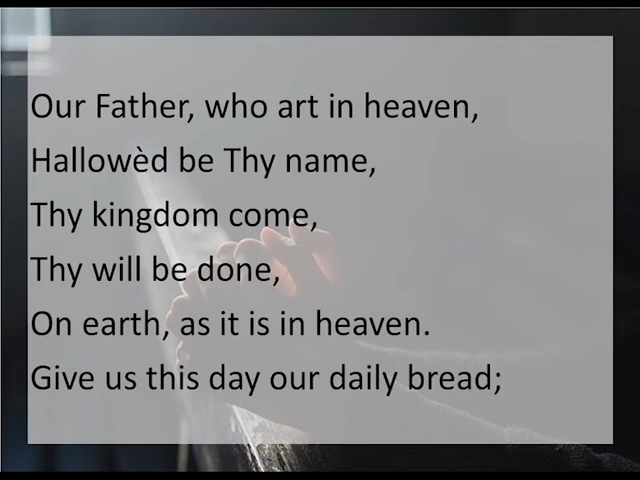 Our Father, who art in heaven,
Hallowèd be Thy name,
Thy kingdom come,
Thy will be done,
On earth, as it is in heaven.
Give us this day our daily bread;